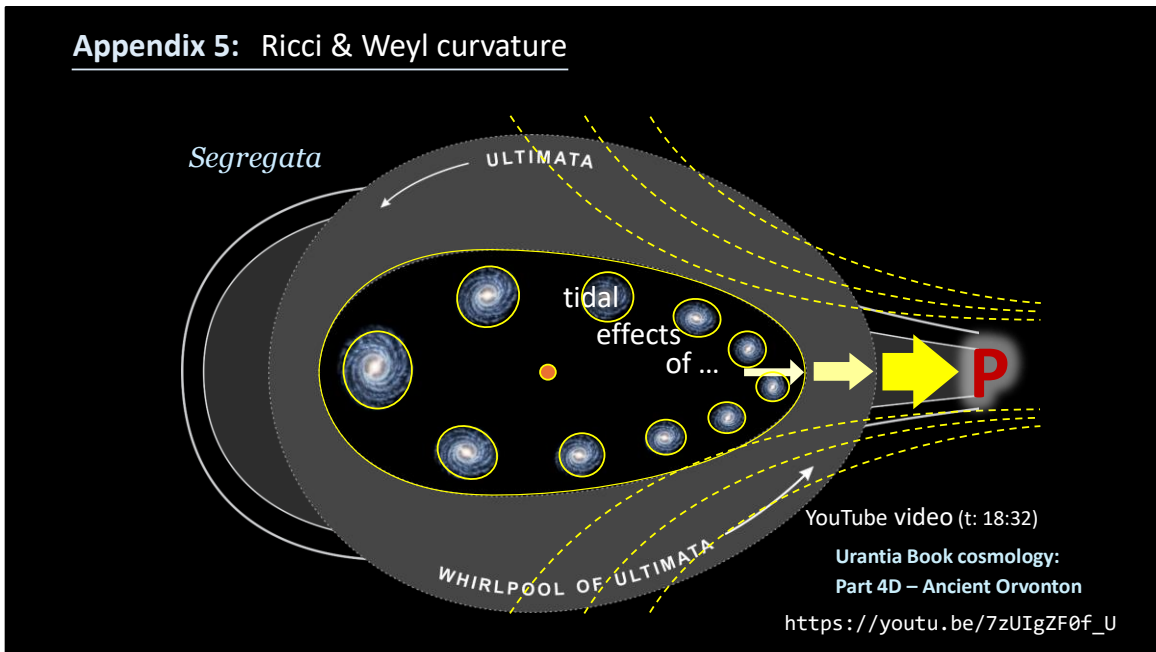 Appendix 5: Ricci & Weyl curvature
Segregata
ULTIMATA
tidal
effects
of ...
P
WHIRLPOOL OF ULTIMATA
YouTube video (t: 18:32)
Urantia Book cosmology:
Part 4D – Ancient Orvonton
https://youtu.be/7zUIgZF0f_U